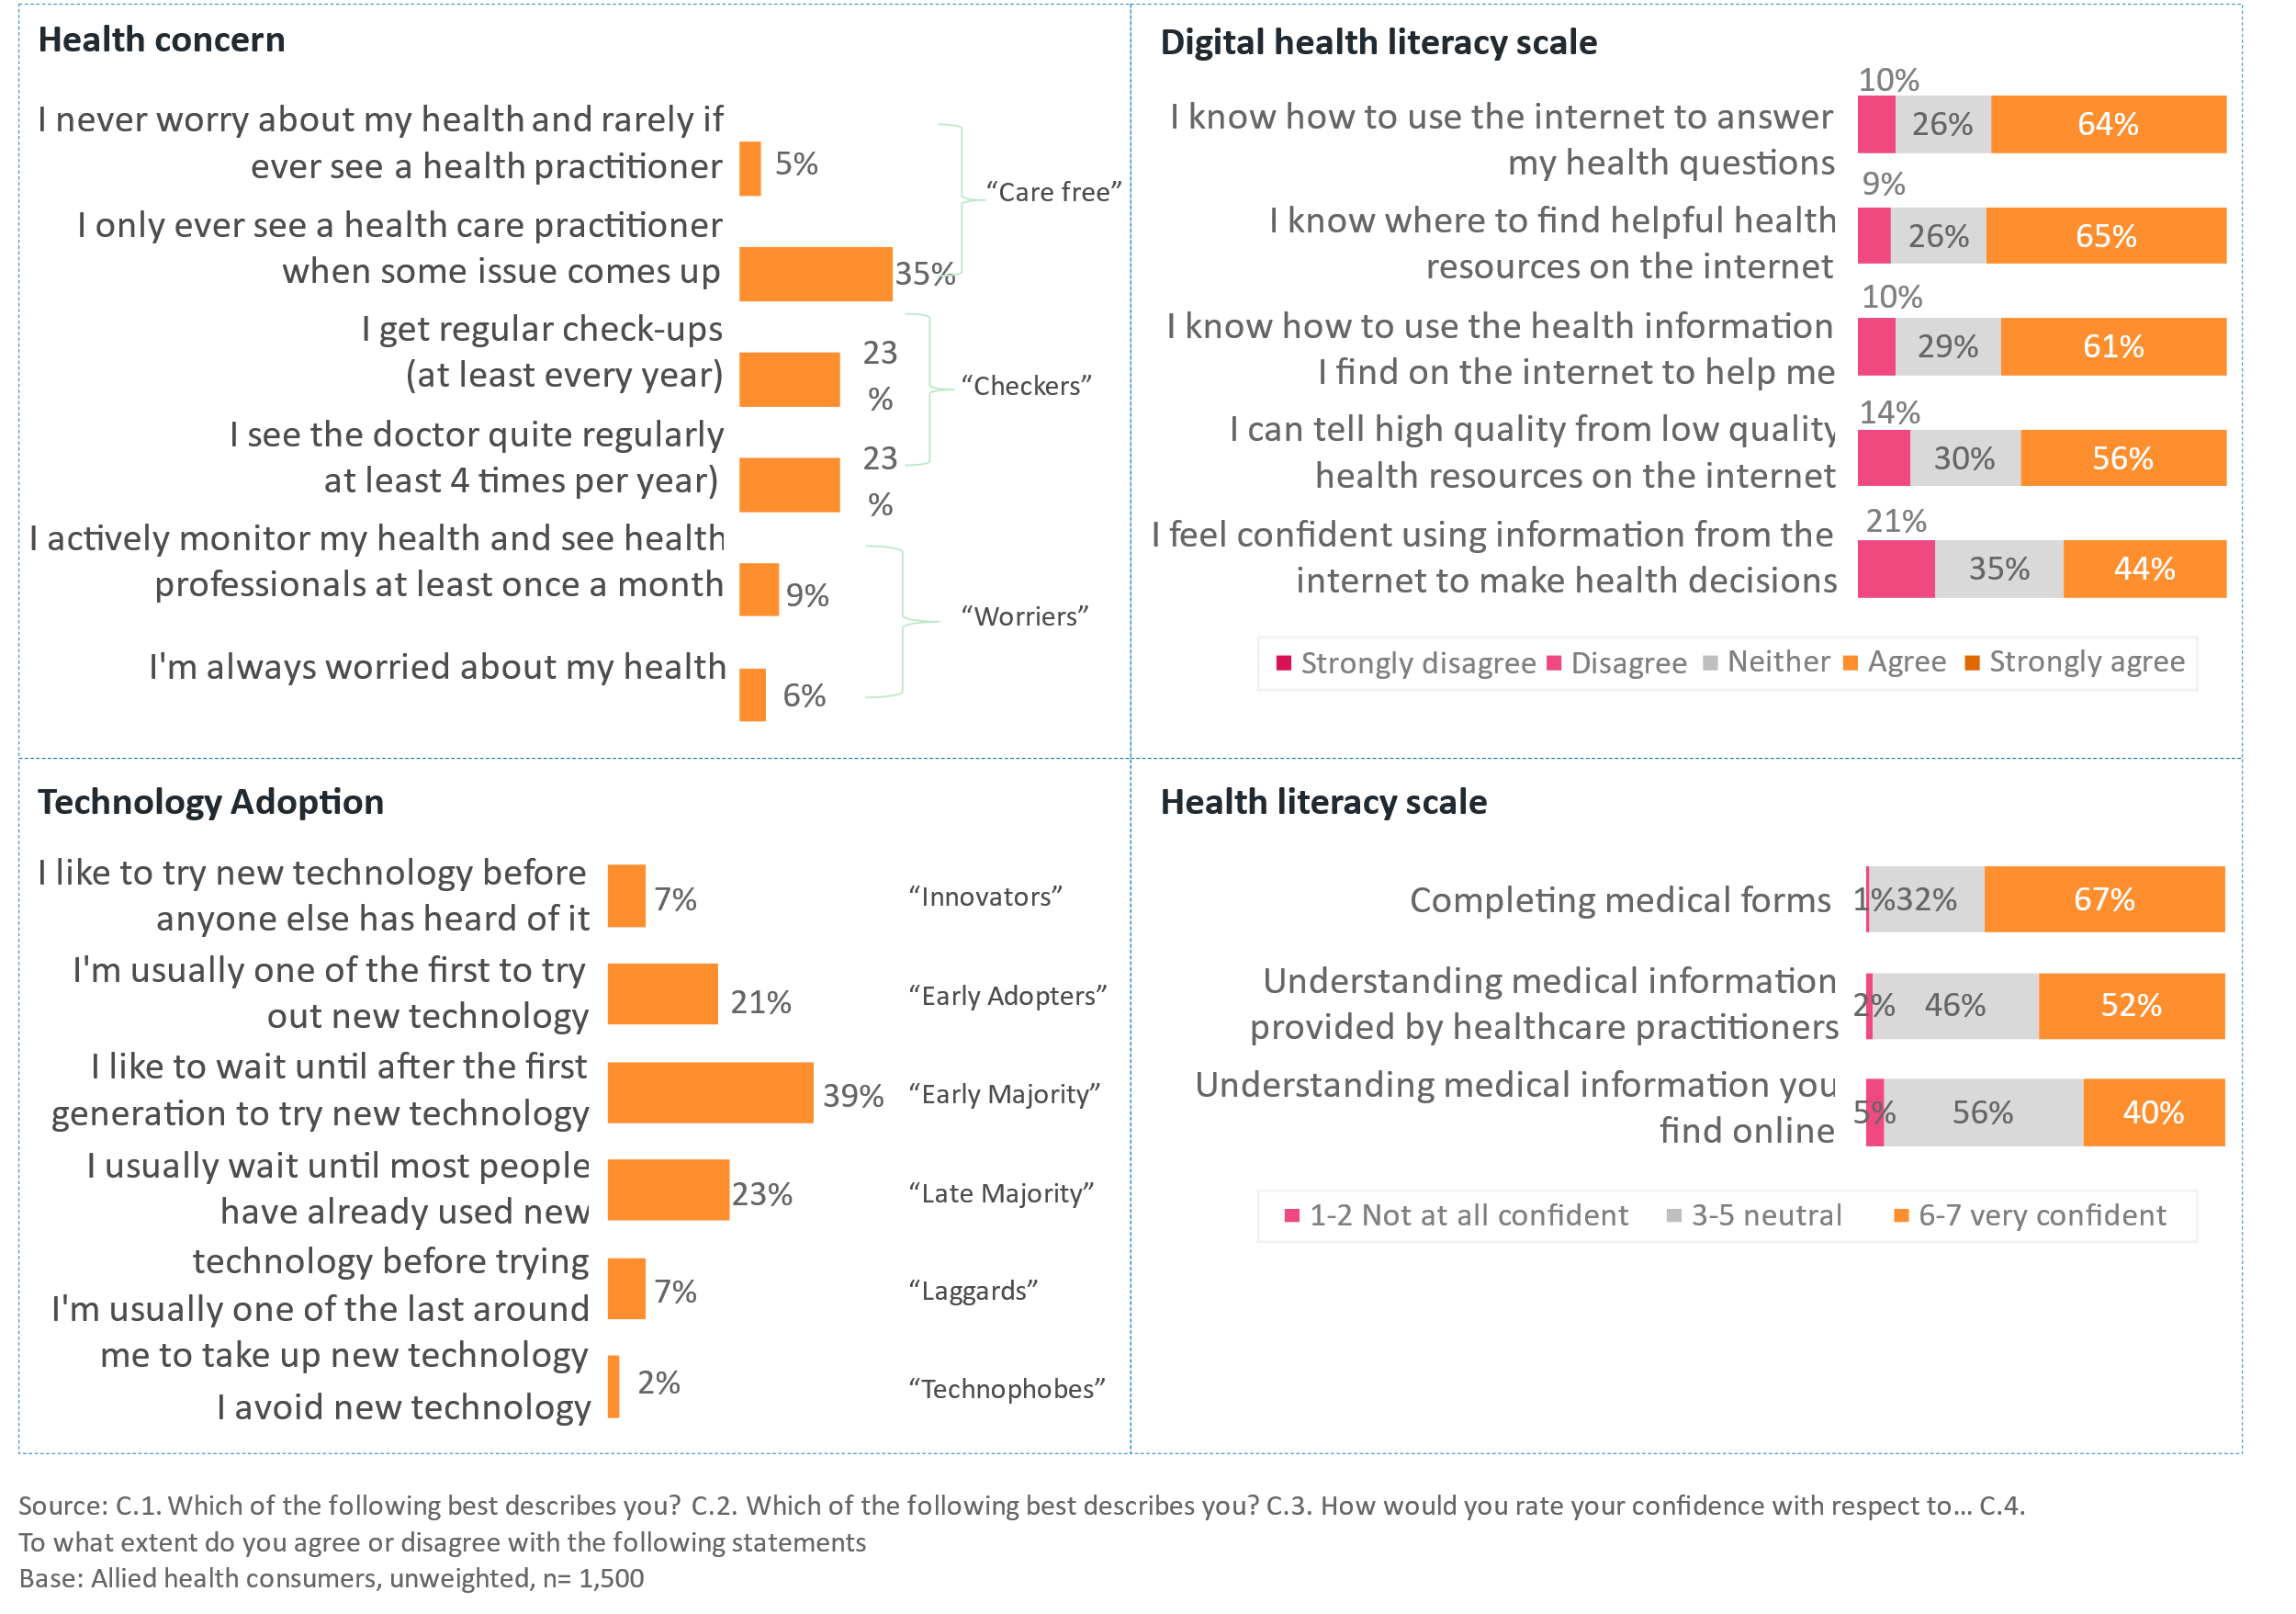 Health concern
I never worry about my health and rarely if
ever see a health practitioner
5%
I only ever see a health care practitioner
when some issue comes up
35%
“Care free”
I get regular check-ups
(at least every year)
23
%
I see the doctor quite regularly
at least 4 times per year)
23
%
“Checkers”
I actively monitor my health and see health
professionals at least once a month
9%
I'm always worried about my health
6%
“Worriers”
Digital health literacy scale
I know how to use the internet to answer
my health questions
10%
26%
64%
I know where to find helpful health
resources on the internet
9%
26%
65%
I know how to use the health information
I find on the internet to help me
10%
29%
61%
I can tell high quality from low quality
health resources on the internet
14%
30%
56%
I feel confident using information from the
internet to make health decisions
21%
35%
44%
Strongly disagree Disagree Neither Agree Strongly agree
Technology Adoption
I like to try new technology before
anyone else has heard of it
7%
“Innovators”
I'm usually one of the first to try
out new technology
21%
“Early Adopters”
I like to wait until after the first
generation to try new technology
39%
“Early Majority”
I usually wait until most people
have already used new
technology before trying
23%
“Late Majority”
I'm usually one of the last around
me to take up new technology
7%
“Laggards”
I avoid new technology
2%
“Technophobes”
Health literacy scale
Completing medical forms
1%
32%
67%
Understanding medical information
provided by healthcare practitioners
2%
46%
52%
Understanding medical information you
find online
5%
56%
40%
1-2 Not at all confident 3-5 neutral 6-7 very confident
Source: C.1. Which of the following best describes you? C.2. Which of the following best describes you? C.3. How would you rate your confidence with respect to... C.4.
To what extent do you agree or disagree with the following statements
Base: Allied health consumers, unweighted, n= 1,500